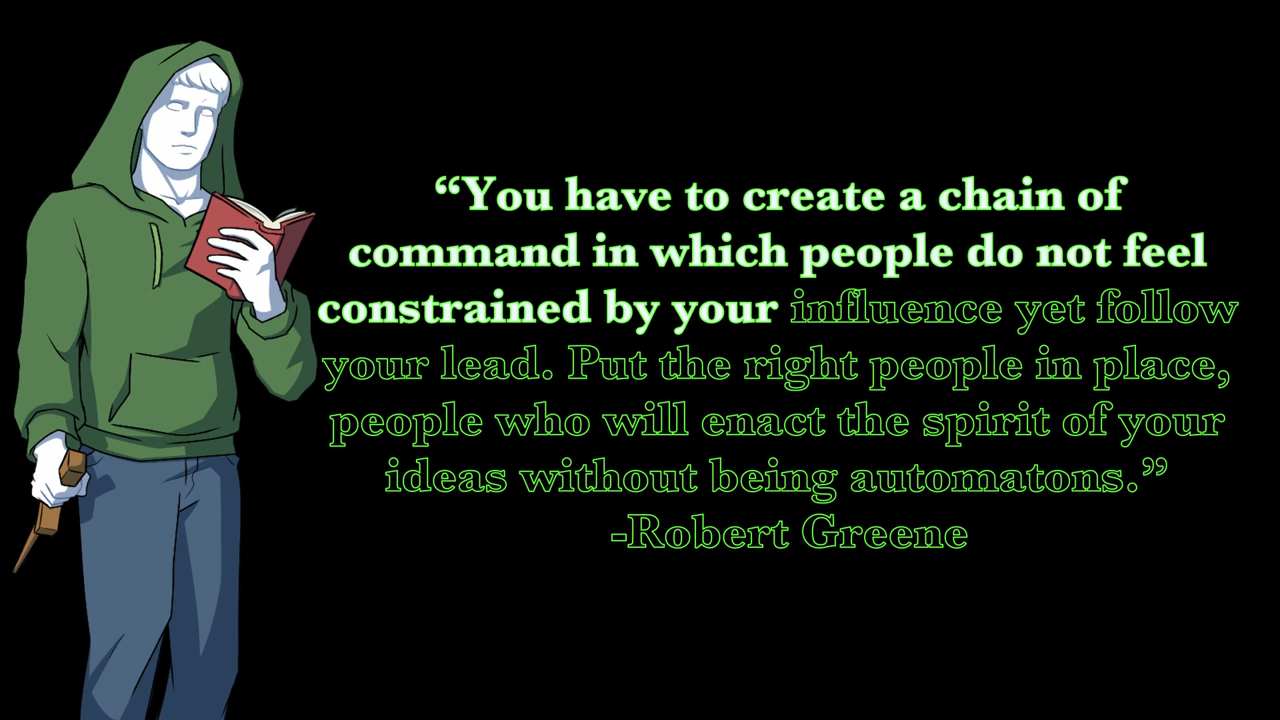 “You have to create a chain of
command in which people do not feel
constrained by your influence yet follow
your lead. Put the right people in place,
people who will enact the spirit of your
ideas without being automatons.”
-Robert Greene